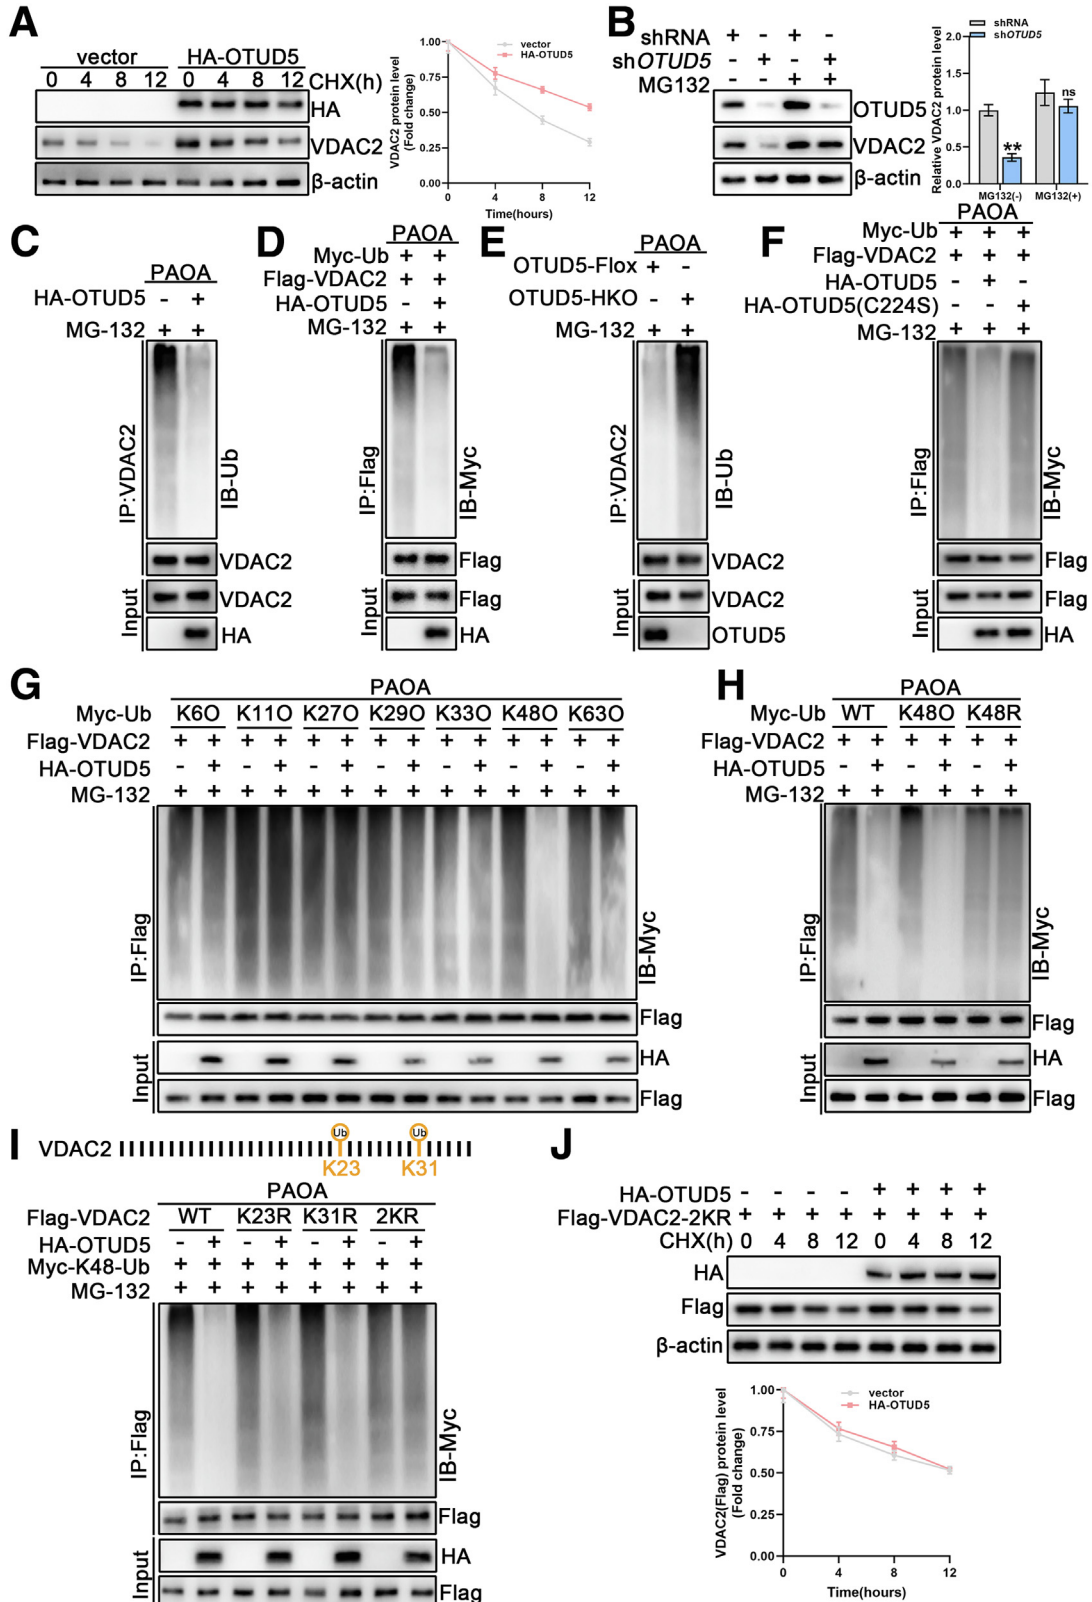 A
vector HA-OTUD5
0 4 8 12 0 4 8 12 CHX(h)
HA
VDAC2
β-actin
VDAC2 protein level
(Fold change)
1.00
0.75
0.50
0.25
0.00
0 4 8 12
Time(hours)
vector
HA-OTUD5
B
shRNA + - + -
shOTUD5 - + - +
MG132 - - + +
OTUD5
VDAC2
β-actin
Relative VDAC2 protein level
2.0
1.5
1.0
0.5
0.0
shRNA
shOTUD5
**
ns
MG132(-) MG132(+)
C
PAOA
HA-OTUD5 - +
MG-132 + +
IP:VDAC2
IB-Ub
VDAC2
Input
VDAC2
HA
D
PAOA
Myc-Ub + +
Flag-VDAC2 + +
HA-OTUD5 - +
MG-132 + +
IP:Flag
IB-Myc
Flag
Input
Flag
HA
E
PAOA
OTUD5-Flox + -
OTUD5-HKO - +
MG-132 + +
IP:VDAC2
IB-Ub
VDAC2
Input
VDAC2
OTUD5
F
PAOA
Myc-Ub + + +
Flag-VDAC2 + + +
HA-OTUD5 - + -
HA-OTUD5(C224S) - - +
MG-132 + + +
IP:Flag
IB-Myc
Flag
Input
Flag
HA
G
PAOA
Myc-Ub K6O K11O K27O K29O K33O K48O K63O
Flag-VDAC2 + + + + + + + + + + + + + +
HA-OTUD5 - + - + - + - + - + - + - +
MG-132 + + + + + + + + + + + + + +
IP:Flag
IB-Myc
Flag
Input
HA
Flag
H
PAOA
Myc-Ub WT K48O K48R
Flag-VDAC2 + + + + + +
HA-OTUD5 - + - + - +
MG-132 + + + + + +
IP:Flag
IB-Myc
Flag
Input
HA
Flag
I
VDAC2
Ub Ub
K23 K31
PAOA
Flag-VDAC2 WT K23R K31R 2KR
HA-OTUD5 - + - + - + - +
Myc-K48-Ub + + + + + + + +
MG-132 + + + + + + + +
IP:Flag
IB-Myc
Flag
Input
HA
Flag
J
HA-OTUD5 - - - - + + + +
Flag-VDAC2-2KR + + + + + + + +
CHX(h) 0 4 8 12 0 4 8 12
HA
Flag
β-actin
VDAC2(Flag) protein level
(Fold change)
1.00
0.75
0.50
0.25
0.00
0 4 8 12
Time(hours)
vector
HA-OTUD5